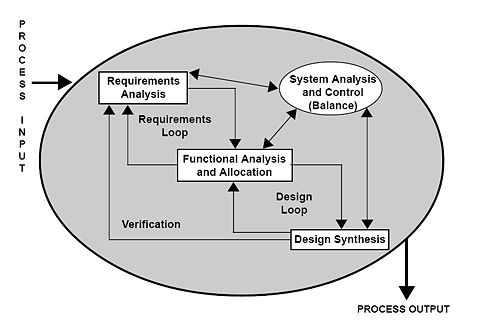 PROCESS INPUT
Requirements
Analysis
System Analysis
and Control
(Balance)
Requirements
Loop
Functional Analysis
and Allocation
Design
Loop
Verification
Design Synthesis
PROCESS OUTPUT